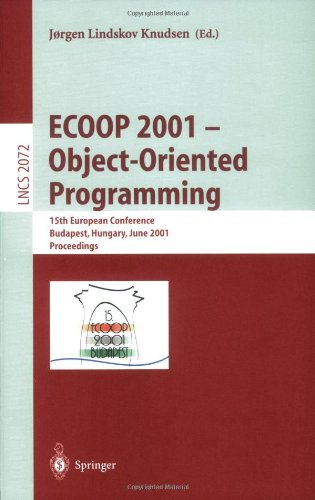 Jørgen Lindskov Knudsen (Ed.)
LNCS 2072
ECOOP 2001 –
Object-Oriented
Programming
15th European Conference
Budapest, Hungary, June 2001
Proceedings
15.
ECOOP
2001
BUDAPEST
Springer